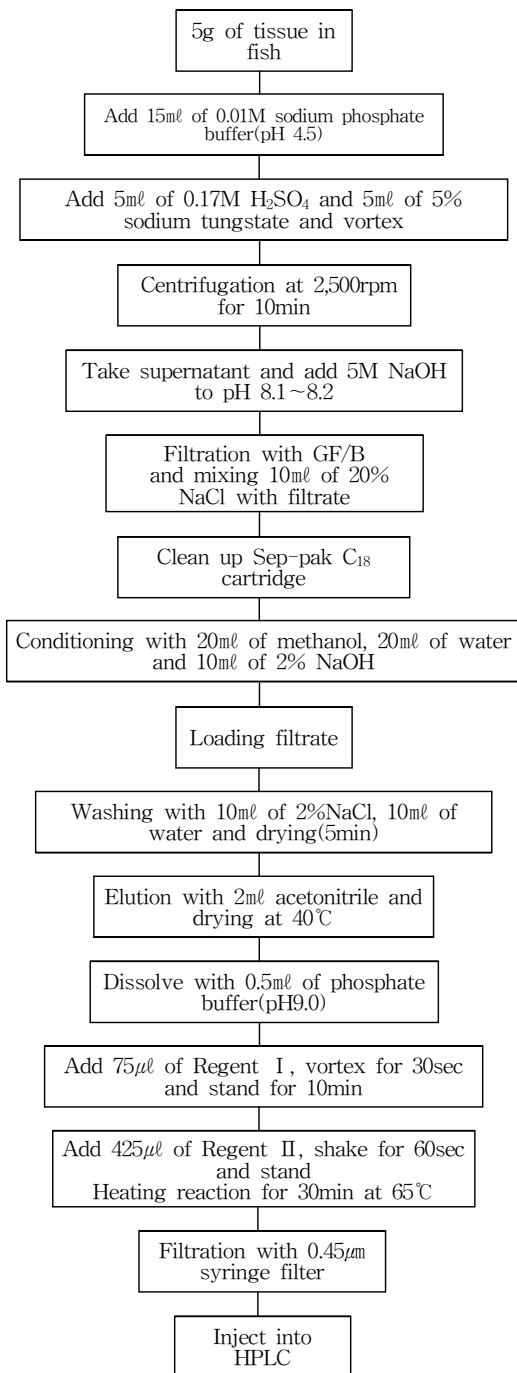 5g of tissue in
fish
Add 15㎖ of 0.01M sodium phosphate
buffer(pH 4.5)
Add 5㎖ of 0.17M H₂SO₄ and 5㎖ of 5%
sodium tungstate and vortex
Centrifugation at 2,500rpm
for 10min
Take supernatant and add 5M NaOH
to pH 8.1～8.2
Filtration with GF/B
and mixing 10㎖ of 20%
NaCl with filtrate
Clean up Sep-pak C₁₈
cartridge
Conditioning with 20㎖ of methanol, 20㎖ of water
and 10㎖ of 2% NaOH
Loading filtrate
Washing with 10㎖ of 2%NaCl, 10㎖ of
water and drying(5min)
Elution with 2㎖ acetonitrile and
drying at 40℃
Dissolve with 0.5㎖ of phosphate
buffer(pH9.0)
Add 75㎕ of Regent Ⅰ, vortex for 30sec
and stand for 10min
Add 425㎕ of Regent Ⅱ, shake for 60sec
and stand
Heating reaction for 30min at 65℃
Filtration with 0.45㎛
syringe filter
Inject into
HPLC